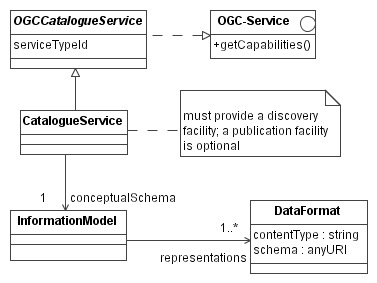 OGCCatalogueService
serviceTypeId
OGC-Service
+getCapabilities()
CatalogueService
must provide a discovery
facility; a publication facility
is optional
1
conceptualSchema
InformationModel
1..*
representations
DataFormat
contentType : string
schema : anyURI